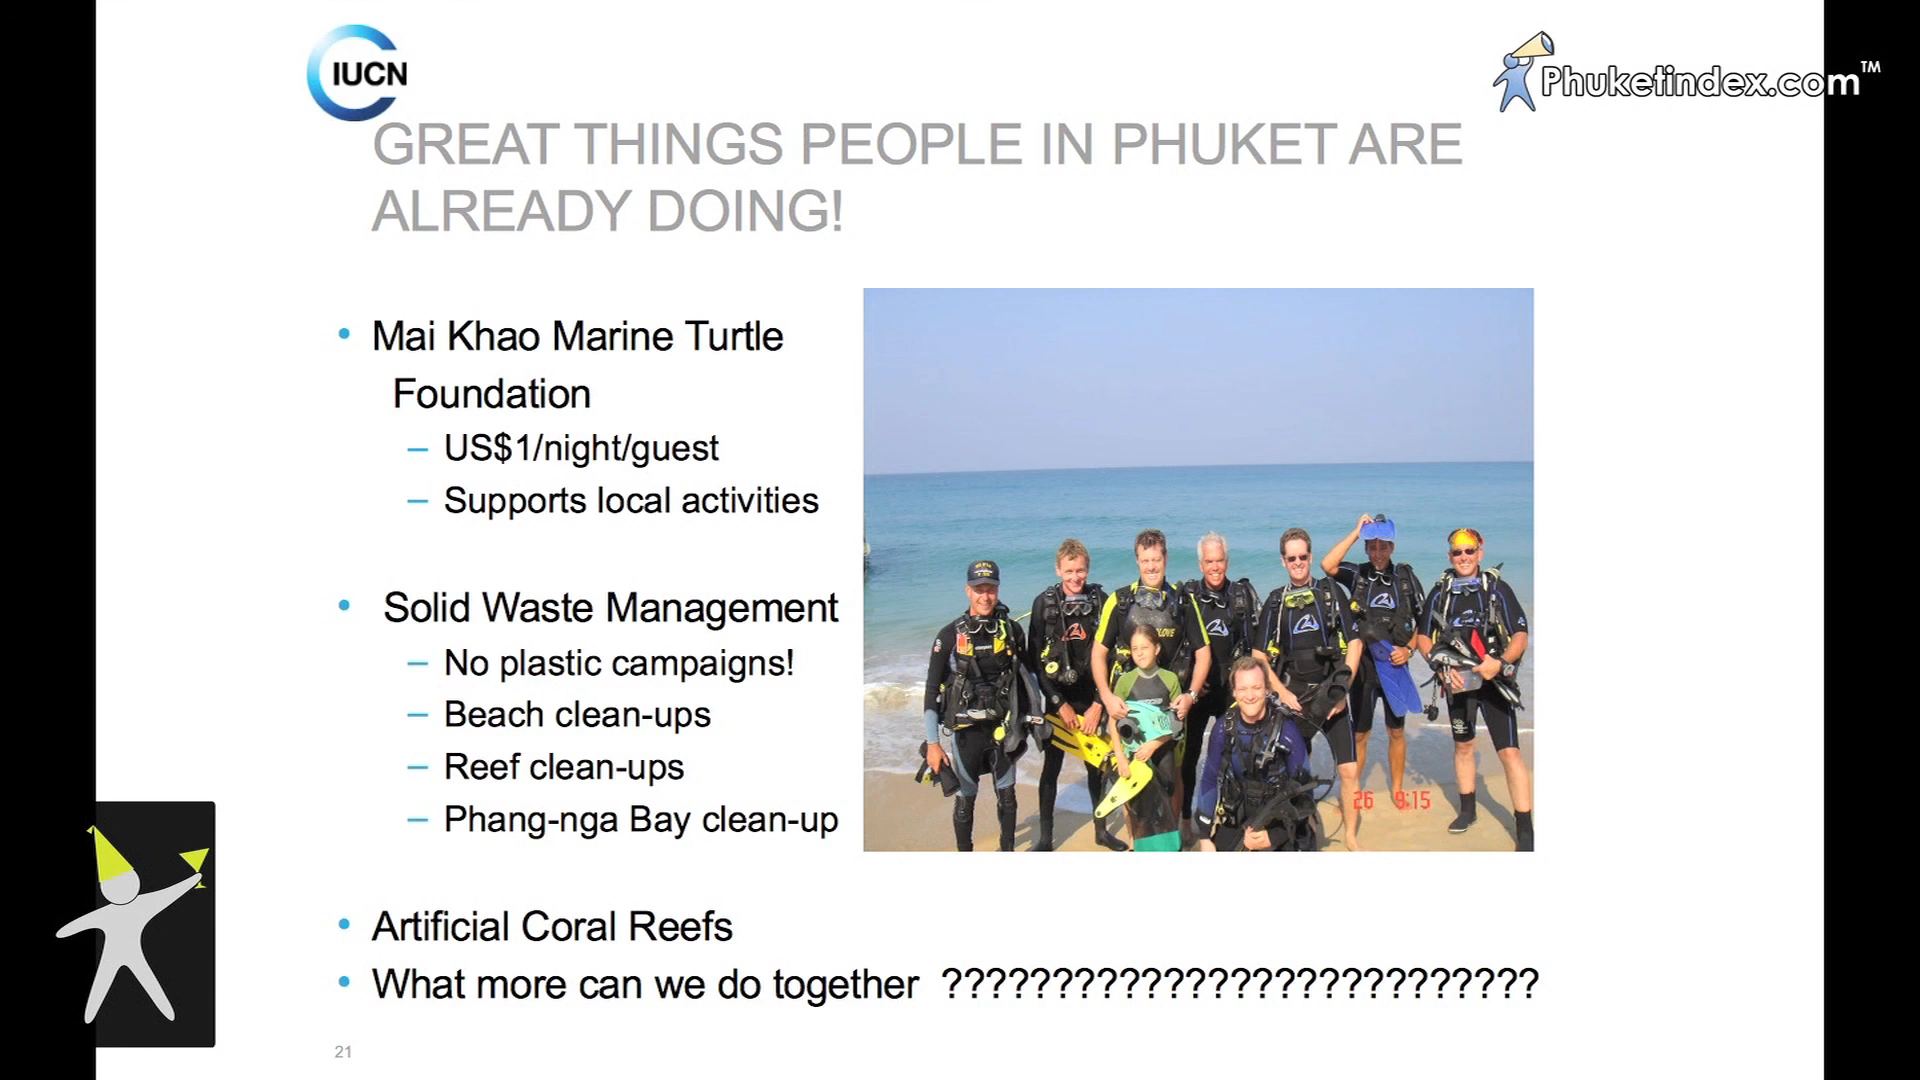 IUCN
Phuketindex.com™
GREAT THINGS PEOPLE IN PHUKET ARE
ALREADY DOING!
• Mai Khao Marine Turtle
Foundation
– US$1/night/guest
– Supports local activities
• Solid Waste Management
– No plastic campaigns!
– Beach clean-ups
– Reef clean-ups
– Phang-nga Bay clean-up
26 9:15
• Artificial Coral Reefs
• What more can we do together ???????????????????????????
21